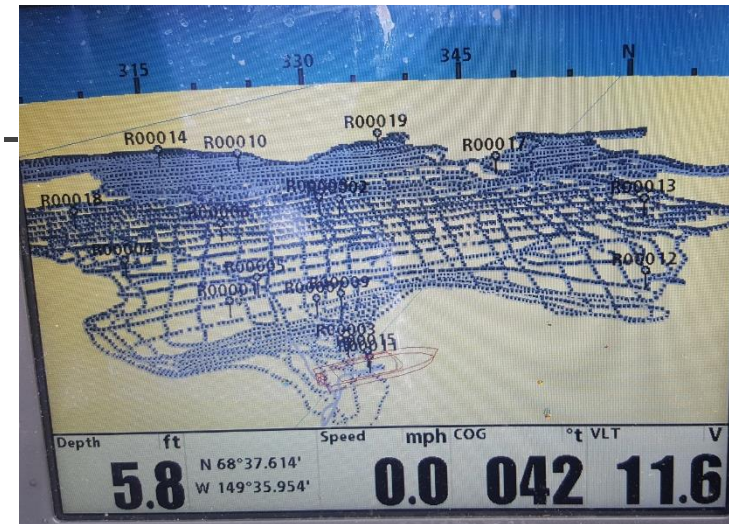 315 330 345 N
R00019
R00014 R00010 R00017
R00013
R00018
R00012
R00005
R00003
Depth ft
5.8
N 68°37.614'
W 149°35.954'
Speed mph
0.0
COG °t
042
VLT V
11.6